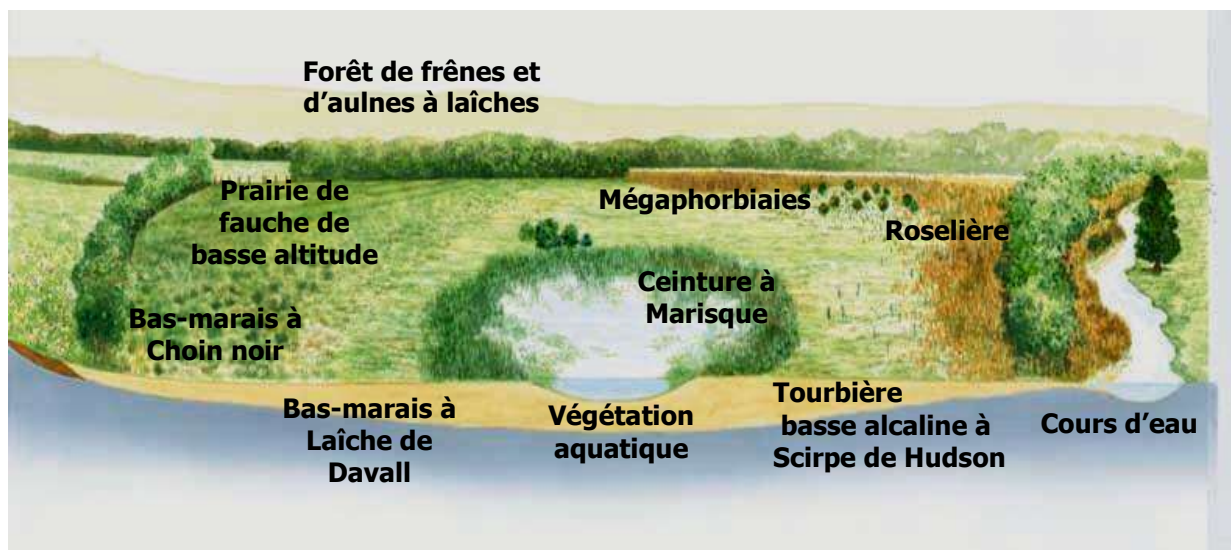 Forêt de frênes et
d’aulnes à laîches
Prairie de
fauche de
basse altitude
Mégaphorbiaies
Roselière
Ceinture à
Marisque
Bas-marais à
Choin noir
Bas-marais à
Laîche de
Davall
Végétation
aquatique
Tourbière
basse alcaline à
Scirpe de Hudson
Cours d’eau